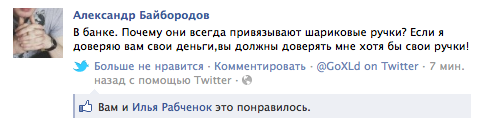 Александр Байбородов
В банке. Почему они всегда привязывают шариковые ручки? Если я
доверяю вам свои деньги,вы должны доверять мне хотя бы свои ручки!
Больше не нравится · Комментировать · @GoXLd on Twitter · 7 мин.
назад с помощью Twitter ·
Вам и Илья Рабченок это понравилось.